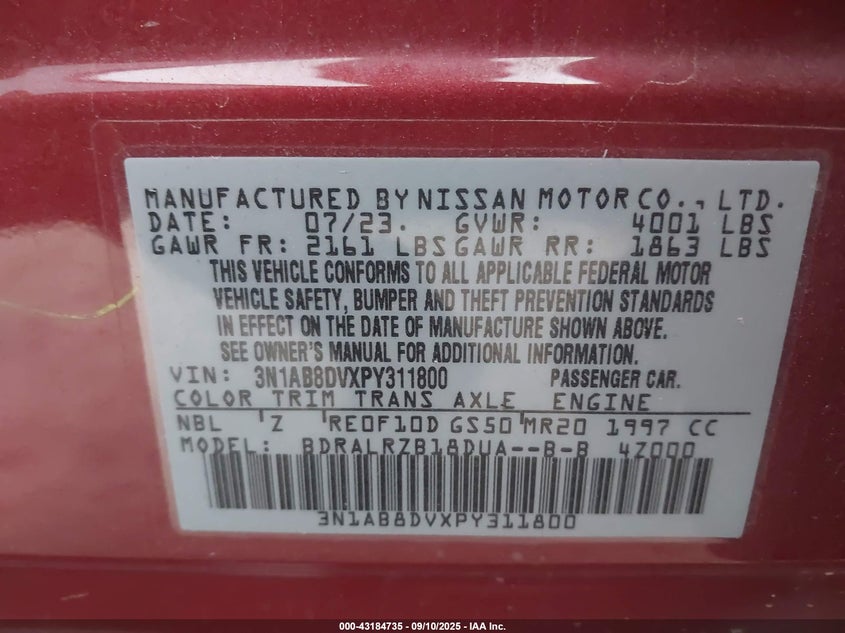 MANUFACTURED BY NISSAN MOTOR CO., LTD.
DATE: 07/23. GVWR: 4001 LBS
GAWR FR: 2161 LBS GAWR RR: 1863 LBS
THIS VEHICLE CONFORMS TO ALL APPLICABLE FEDERAL MOTOR
VEHICLE SAFETY, BUMPER AND THEFT PREVENTION STANDARDS
IN EFFECT ON THE DATE OF MANUFACTURE SHOWN ABOVE.
SEE OWNER'S MANUAL FOR ADDITIONAL INFORMATION.
VIN: 3N1AB8DVXPY311800 PASSENGER CAR.
COLOR TRIM TRANS AXLE ENGINE
NBL Z RE0F10D GS50 MR20 1997 CC
MODEL: BDRALRZB18DUA--B-B 4Z000
3N1AB8DVXPY311800
000-43184735 - 09/10/2025 - IAA Inc.